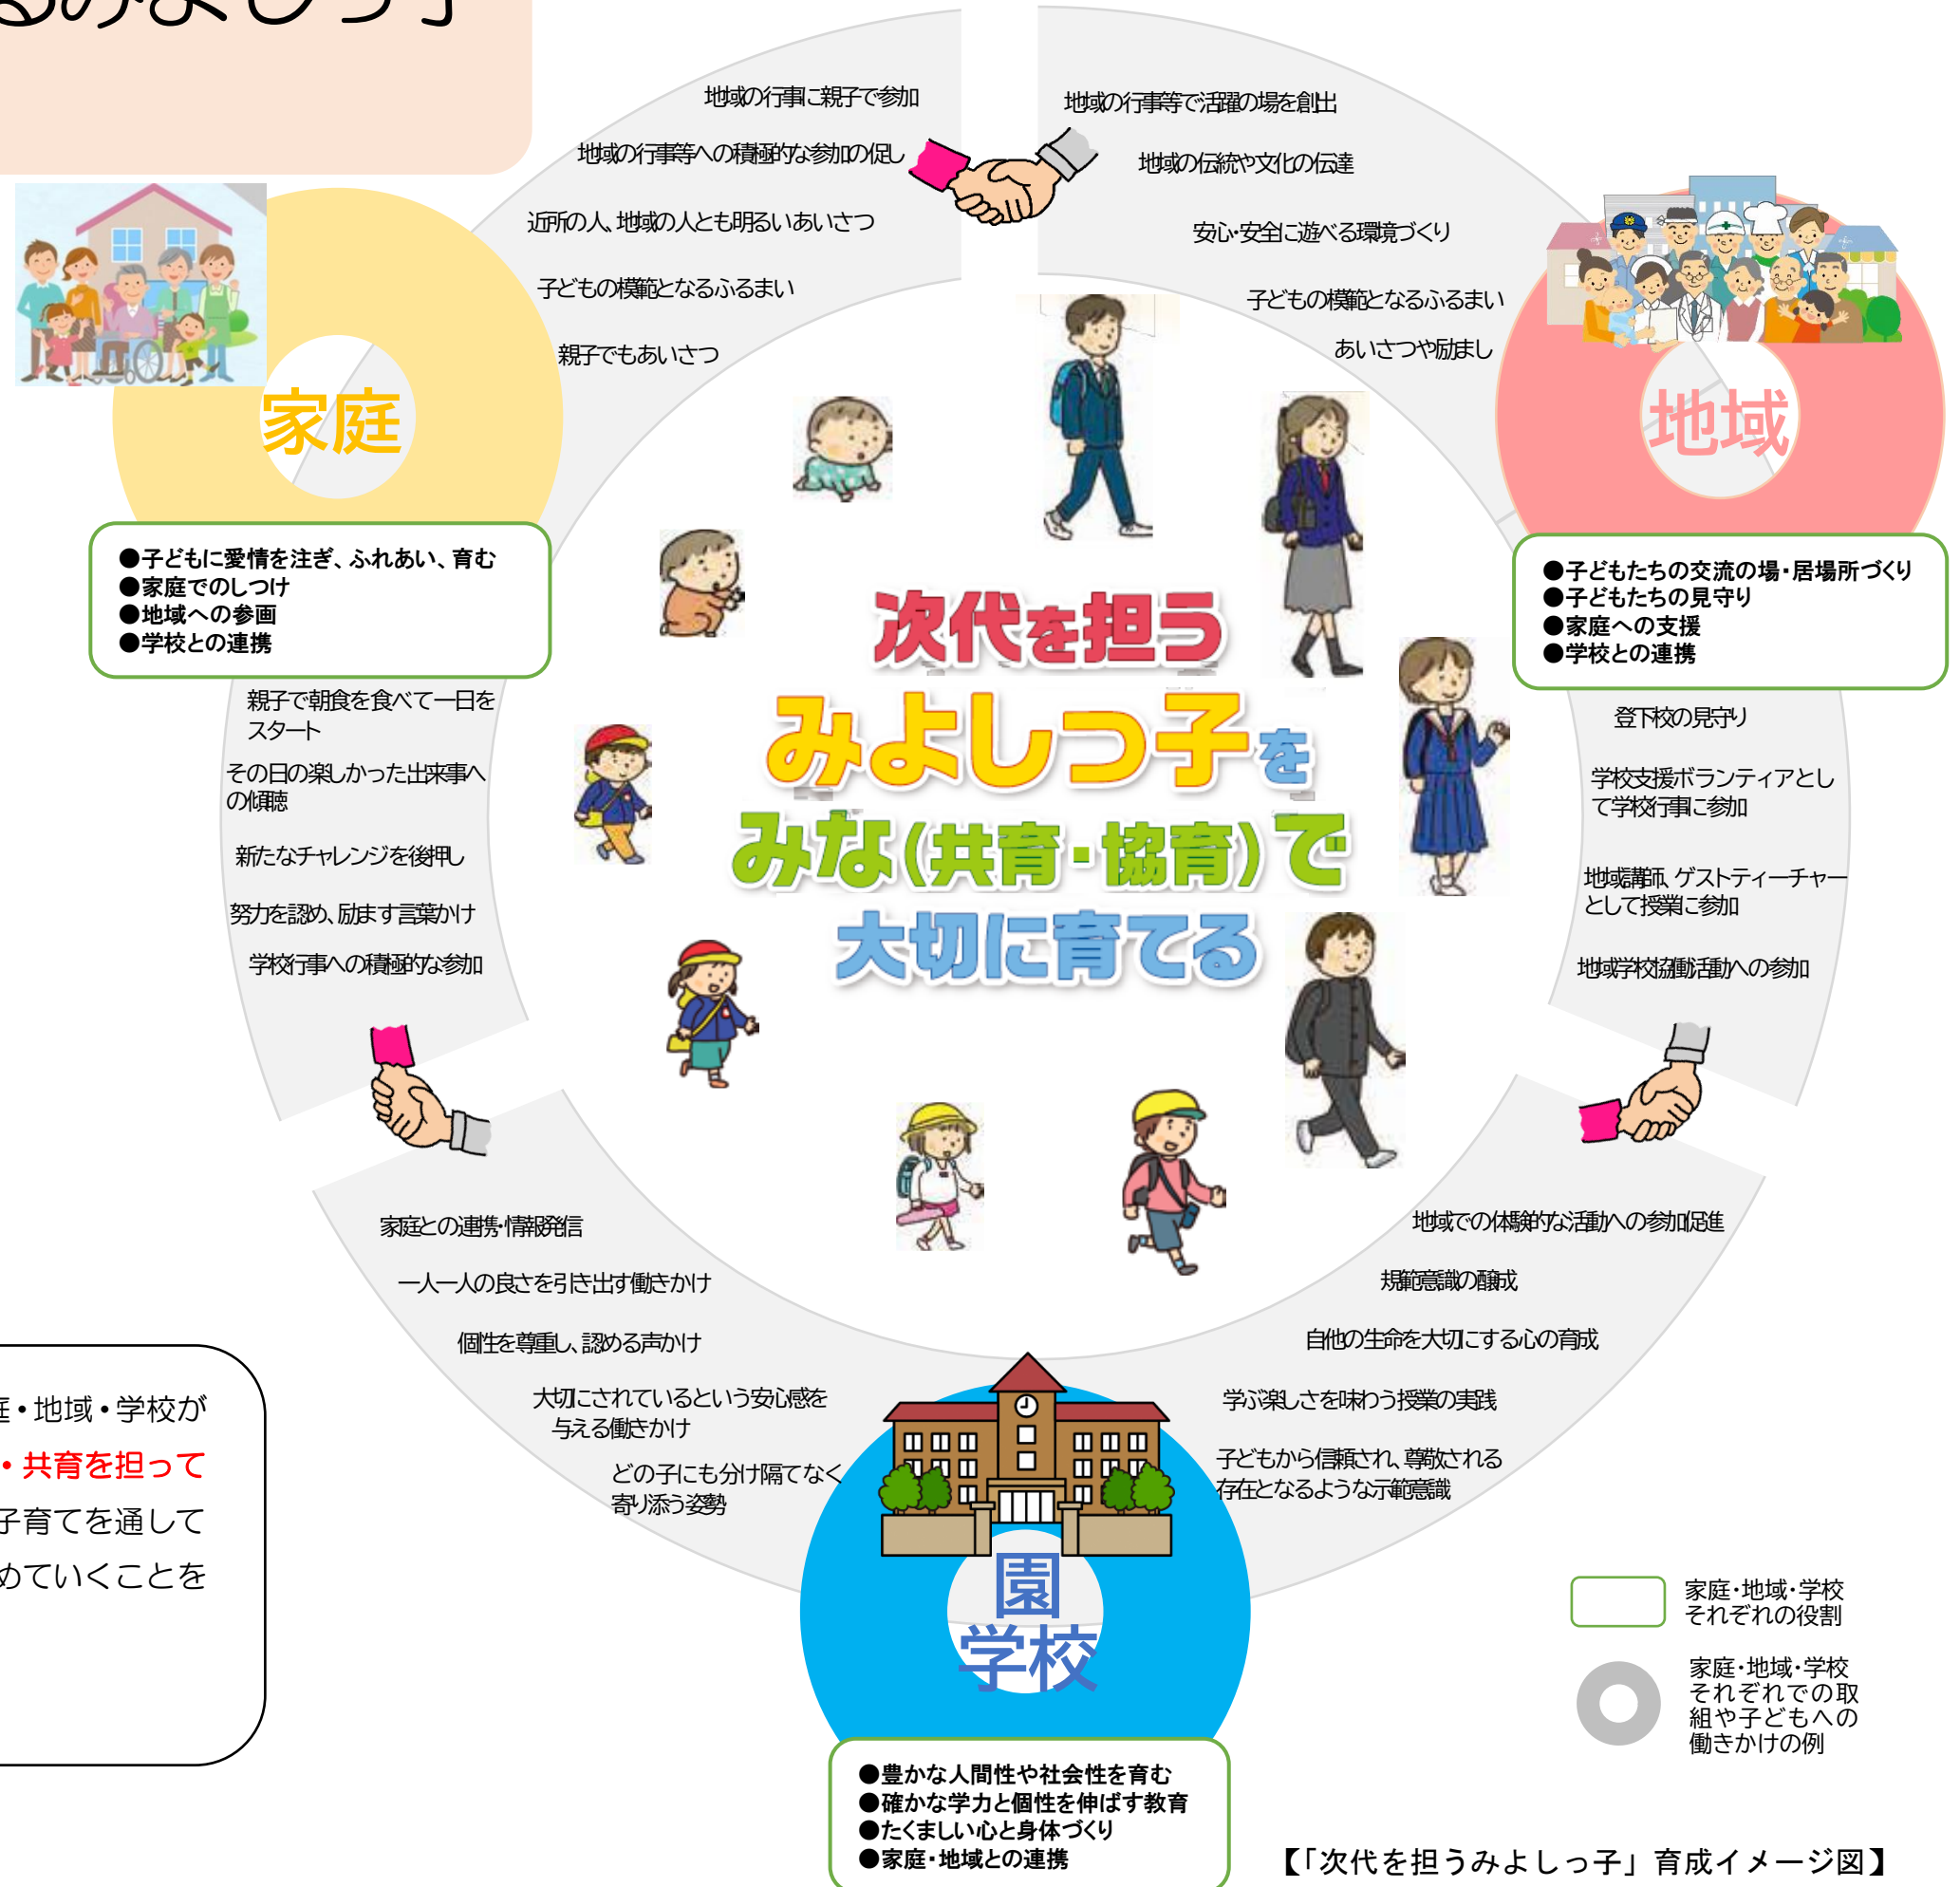 るみよしっ子
地域の行事に親子で参加
地域の行事等への積極的な参加の促し
近所の人、地域の人とも明るいあいさつ
子どもの模範となるふるまい
親子でもあいさつ
地域の行事等で活躍の場を創出
地域の伝統や文化の伝達
安心・安全に遊べる環境づくり
子どもの模範となるふるまい
あいさつや励まし
家庭
地域
●子どもに愛情を注ぎ、ふれあい、育む
●家庭でのしつけ
●地域への参画
●学校との連携
●子どもたちの交流の場・居場所づくり
●子どもたちの見守り
●家庭への支援
●学校との連携
次代を担う
みよしっ子を
みな(共育・協育)で
大切に育てる
親子で朝食を食べて一日を
スタート
その日の楽しかった出来事へ
の傾聴
新たなチャレンジを後押し
努力を認め、励ます言葉かけ
学校行事への積極的な参加
登下校の見守り
学校支援ボランティアとし
て学校行事に参加
地域講師、ゲストティーチャー
として授業に参加
地域学校協働活動への参加
家庭との連携・情報発信
一人一人の良さを引き出す働きかけ
個性を尊重し、認める声かけ
大切にされているという安心感を
与える働きかけ
どの子にも分け隔てなく
寄り添う姿勢
地域での体験的な活動への参加促進
規範意識の醸成
自他の生命を大切にする心の育成
学ぶ楽しさを味わう授業の実践
子どもから信頼され、尊敬される
存在となるような示範意識
庭・地域・学校が
・共育を担って
子育てを通して
めていくことを
園
学校
●豊かな人間性や社会性を育む
●確かな学力と個性を伸ばす教育
●たくましい心と身体づくり
●家庭・地域との連携
家庭・地域・学校
それぞれの役割
家庭・地域・学校
それぞれでの取
組や子どもへの
働きかけの例
【「次代を担うみよしっ子」育成イメージ図】